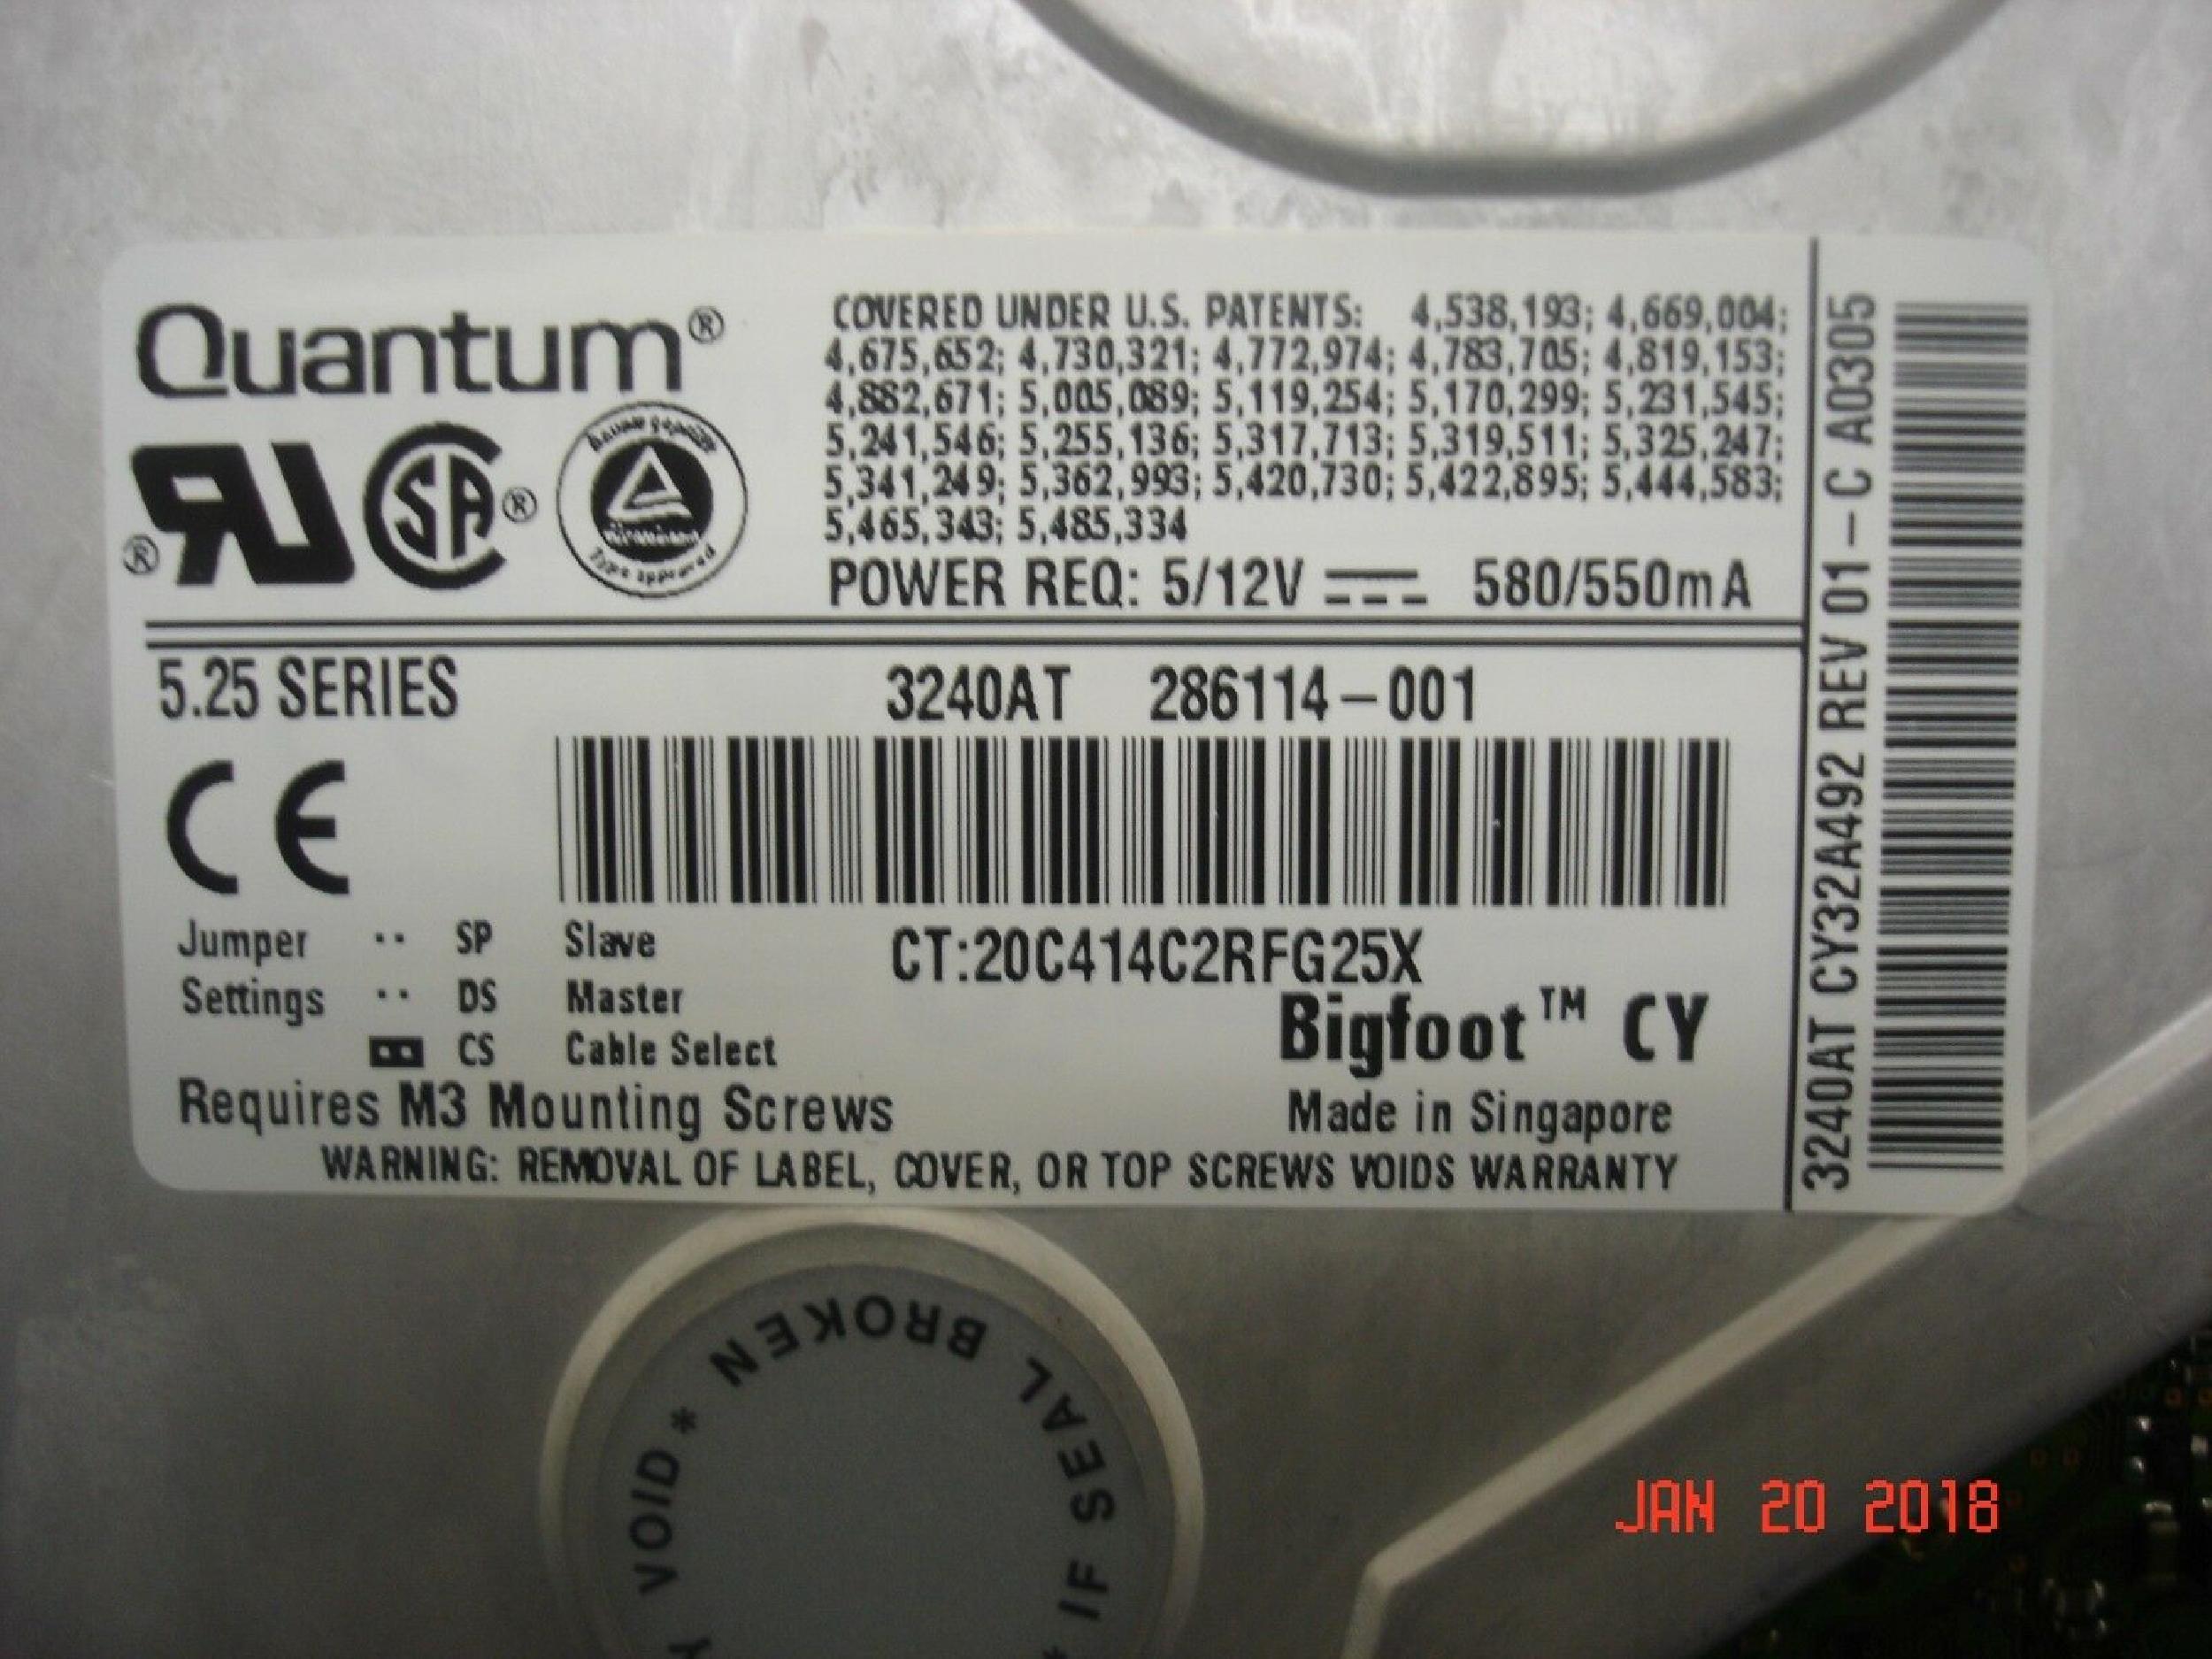 Quantum®
COVERED UNDER U.S. PATENTS: 4,538,193; 4,669,004;
4,675,652; 4,730,321; 4,772,974; 4,783,705; 4,819,153;
4,882,671; 5,005,089; 5,119,254; 5,170,299; 5,231,545;
5,241,546; 5,255,136; 5,317,713; 5,319,511; 5,325,247;
5,341,249; 5,362,993; 5,420,730; 5,422,895; 5,444,583;
5,465,343; 5,485,334
POWER REQ: 5/12V 580/550mA
SA®
Bauart geprüft
Type approved
5.25 SERIES 3240AT 286114-001
CE
CT:20C414C2RFG25X
Jumper SP Slave
Settings DS Master
CS Cable Select
Bigfoot™ CY
Requires M3 Mounting Screws
Made in Singapore
WARNING: REMOVAL OF LABEL, COVER, OR TOP SCREWS VOIDS WARRANTY
3240AT CY32A492 REV 01-C A0305
VOID * BROKEN SEAL IF *
JAN 20 2018